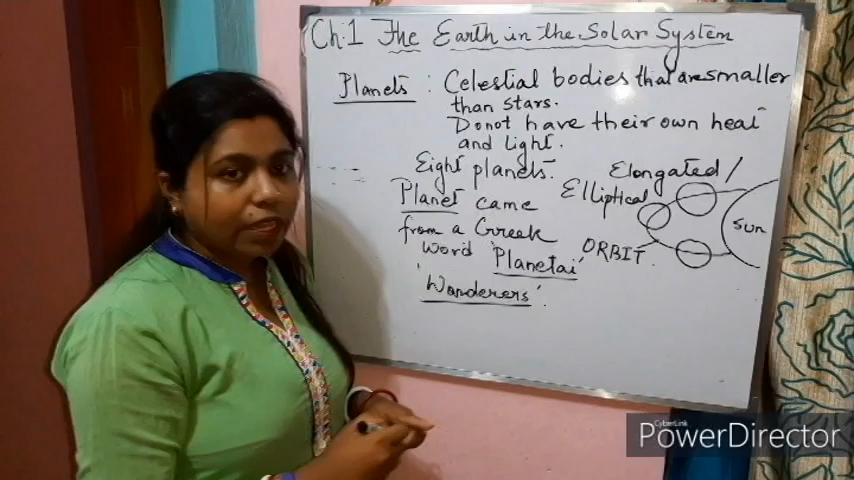 Ch:1 The Earth in the Solar System
Planets : Celestial bodies that are smaller
than stars.
Do not have their own heat
and light.
Eight planets.
Planet came
from a Greek
word 'Planetai'
'Wanderers'.
Elongated /
Elliptical
ORBIT.
SUN
CyberLink
PowerDirector